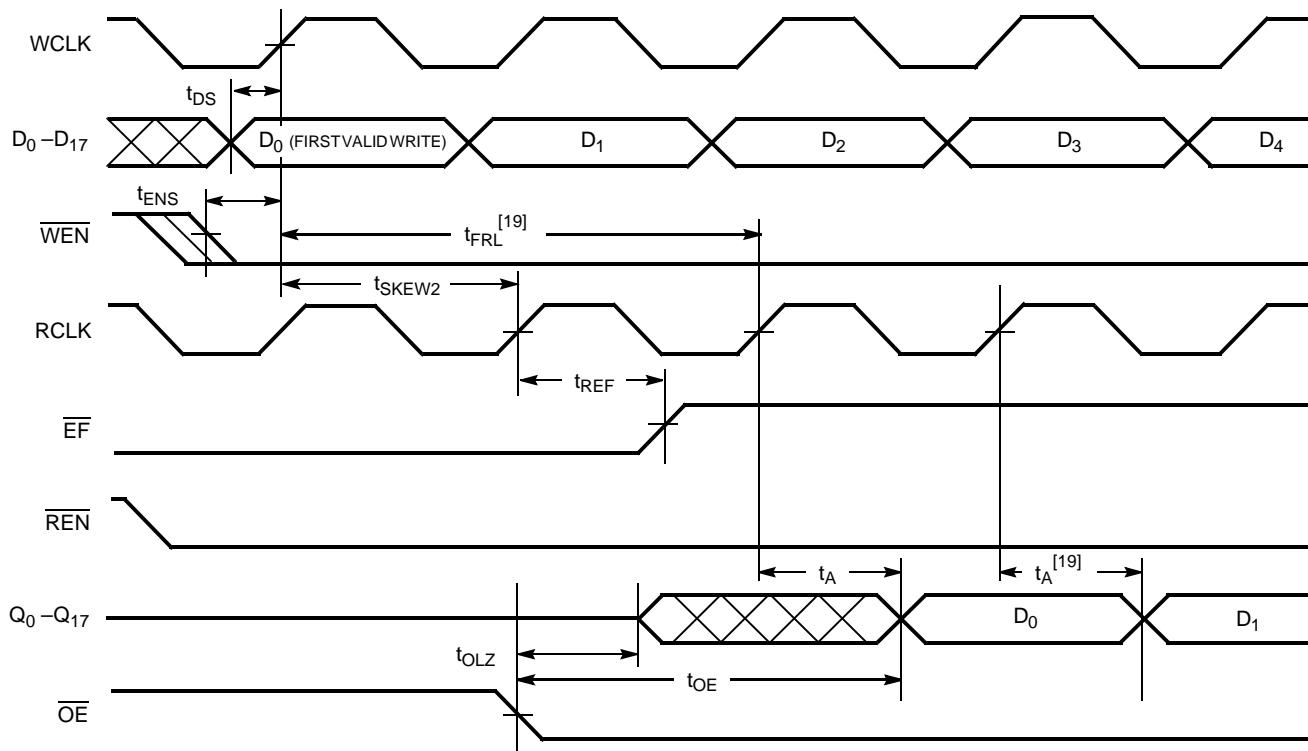 WCLK
tDS
D0 –D17
D0 (FIRST VALID WRITE)
D1
D2
D3
D4
tENS
WEN
tFRL[19]
tSKEW2
RCLK
tREF
EF
REN
tA
tA[19]
Q0 –Q17
D0
D1
tOLZ
tOE
OE